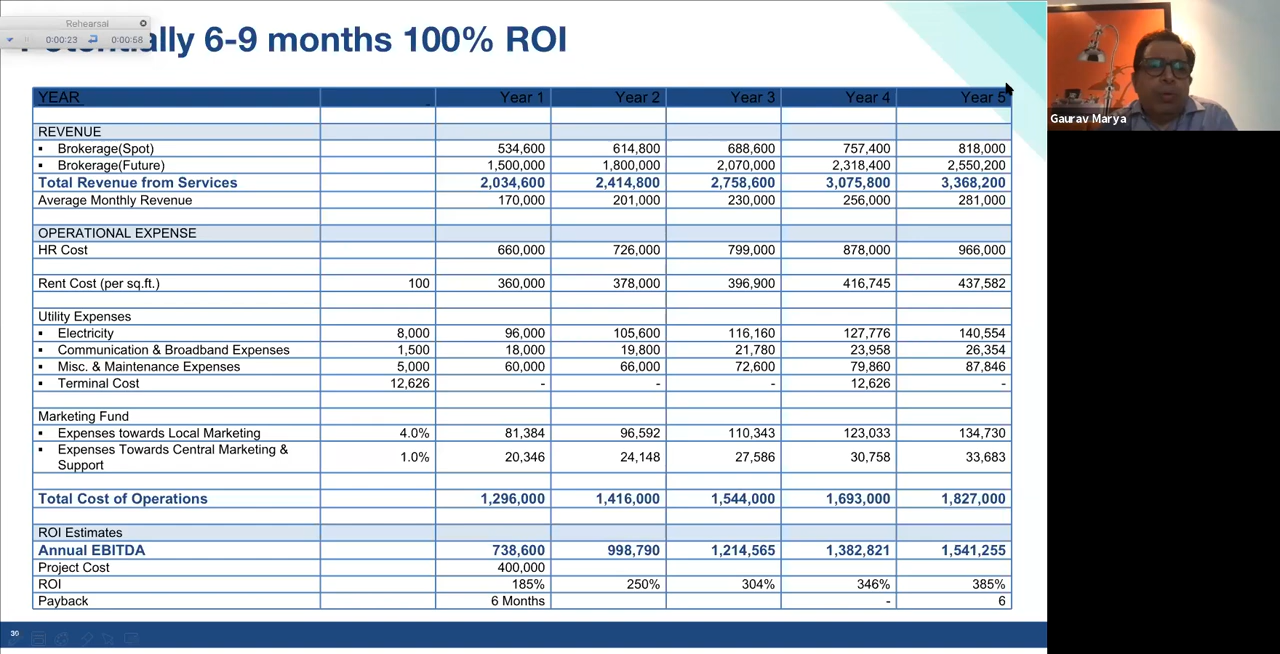 Rehearsal
0:00:23 0:00:58
6-9 months 100% ROI
YEAR - Year 1 Year 2 Year 3 Year 4 Year 5
REVENUE
▪ Brokerage(Spot) 534,600 614,800 688,600 757,400 818,000
▪ Brokerage(Future) 1,500,000 1,800,000 2,070,000 2,318,400 2,550,200
Total Revenue from Services 2,034,600 2,414,800 2,758,600 3,075,800 3,368,200
Average Monthly Revenue 170,000 201,000 230,000 256,000 281,000
OPERATIONAL EXPENSE
HR Cost 660,000 726,000 799,000 878,000 966,000
Rent Cost (per sq.ft.) 100 360,000 378,000 396,900 416,745 437,582
Utility Expenses
▪ Electricity 8,000 96,000 105,600 116,160 127,776 140,554
▪ Communication & Broadband Expenses 1,500 18,000 19,800 21,780 23,958 26,354
▪ Misc. & Maintenance Expenses 5,000 60,000 66,000 72,600 79,860 87,846
▪ Terminal Cost 12,626 - - - 12,626 -
Marketing Fund
▪ Expenses towards Local Marketing 4.0% 81,384 96,592 110,343 123,033 134,730
▪ Expenses Towards Central Marketing &
Support 1.0% 20,346 24,148 27,586 30,758 33,683
Total Cost of Operations 1,296,000 1,416,000 1,544,000 1,693,000 1,827,000
ROI Estimates
Annual EBITDA 738,600 998,790 1,214,565 1,382,821 1,541,255
Project Cost 400,000
ROI 185% 250% 304% 346% 385%
Payback 6 Months - 6
30
Gaurav Marya